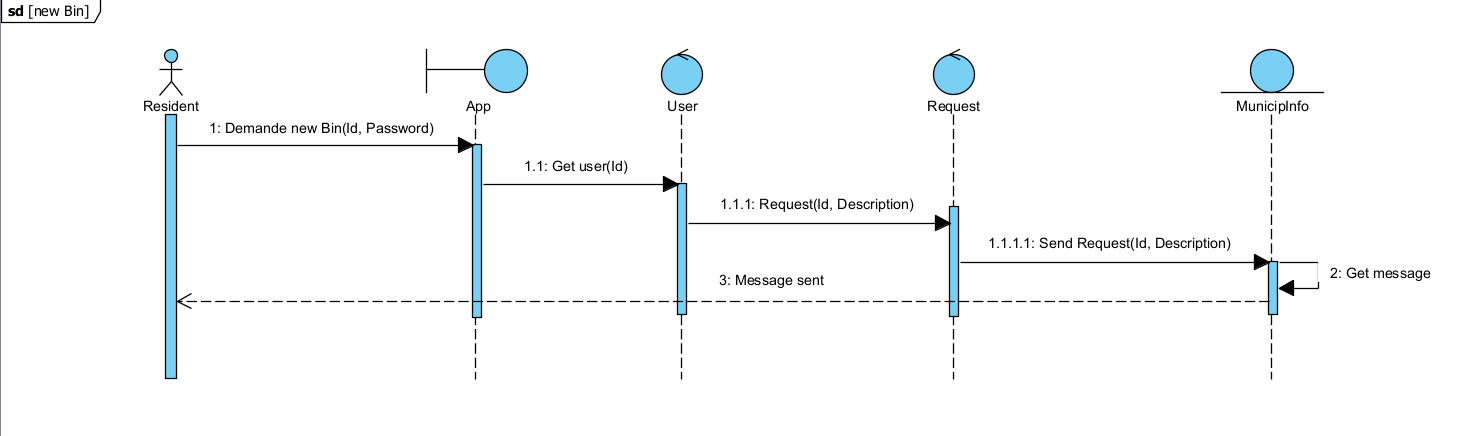 sd [new Bin]
Resident
App
User
Request
MunicipInfo
1: Demande new Bin(Id, Password)
1.1: Get user(Id)
1.1.1: Request(Id, Description)
1.1.1.1: Send Request(Id, Description)
2: Get message
3: Message sent